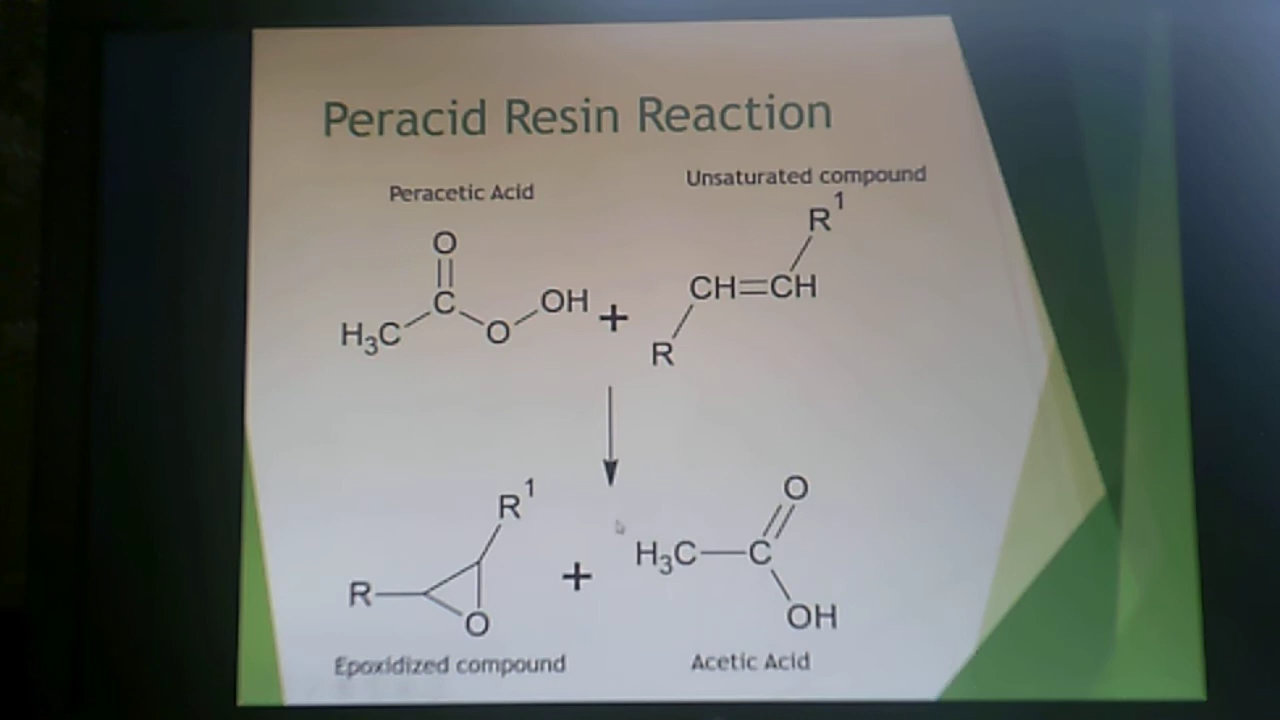 Peracid Resin Reaction
Peracetic Acid
Unsaturated compound
O
C
H₃C
O
OH
+
R¹
CH=CH
R
R¹
R
O
+
O
H₃C—C
OH
Epoxidized compound
Acetic Acid